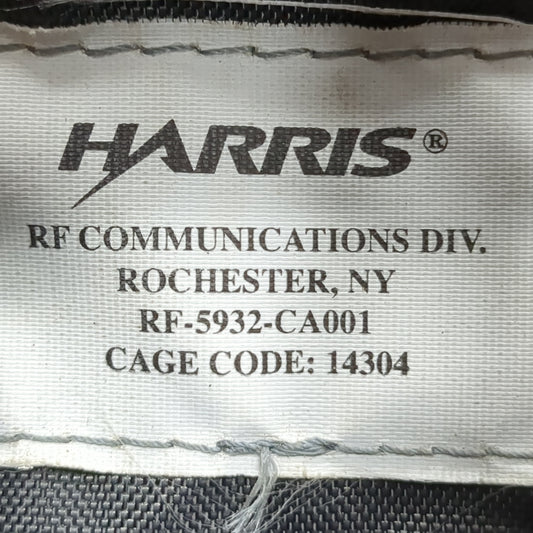 HARRIS®
RF COMMUNICATIONS DIV.
ROCHESTER, NY
RF-5932-CA001
CAGE CODE: 14304